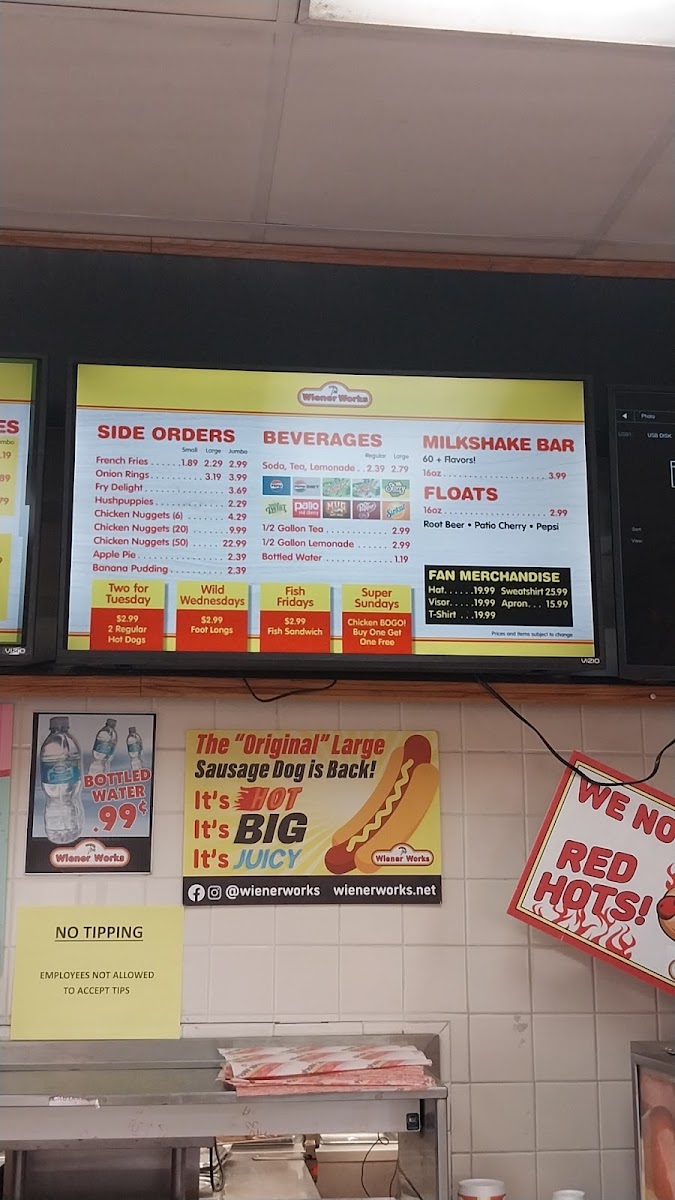 Wiener Works
SIDE ORDERS
Small Large Jumbo
French Fries ...... .1.89 2.29 2.99
Onion Rings ........... 3.19 3.99
Fry Delight .................. 3.69
Hushpuppies ................ 2.29
Chicken Nuggets (6) ........ 4.29
Chicken Nuggets (20) ....... 9.99
Chicken Nuggets (50) ...... 22.99
Apple Pie .................. 2.39
Banana Pudding ............ 2.39
BEVERAGES
Regular Large
Soda, Tea, Lemonade . . 2.39 2.79
patio
MUG
1/2 Gallon Tea ............. 2.99
1/2 Gallon Lemonade ....... 2.99
Bottled Water .............. 1.19
MILKSHAKE BAR
60 + Flavors!
16oz ..................... 3.99
FLOATS
16oz ..................... 2.99
Root Beer • Patio Cherry • Pepsi
FAN MERCHANDISE
Hat ...... 19.99 Sweatshirt 25.99
Visor ..... 19.99 Apron. . . 15.99
T-Shirt . . .19.99
Prices and items subject to change
Two for
Tuesday
$2.99
2 Regular
Hot Dogs
Wild
Wednesdays
$2.99
Foot Longs
Fish
Fridays
$2.99
Fish Sandwich
Super
Sundays
Chicken BOGO!
Buy One Get
One Free
VIZIO
ES
.19
VIZIO
Photo
USB DISK
BOTTLED
WATER
.99¢
Wiener Works
The "Original" Large
Sausage Dog is Back!
It's HOT
It's BIG
It's JUICY
Wiener Works
@wienerworks wienerworks.net
WE NO
RED
HOTS!
NO TIPPING
EMPLOYEES NOT ALLOWED
TO ACCEPT TIPS